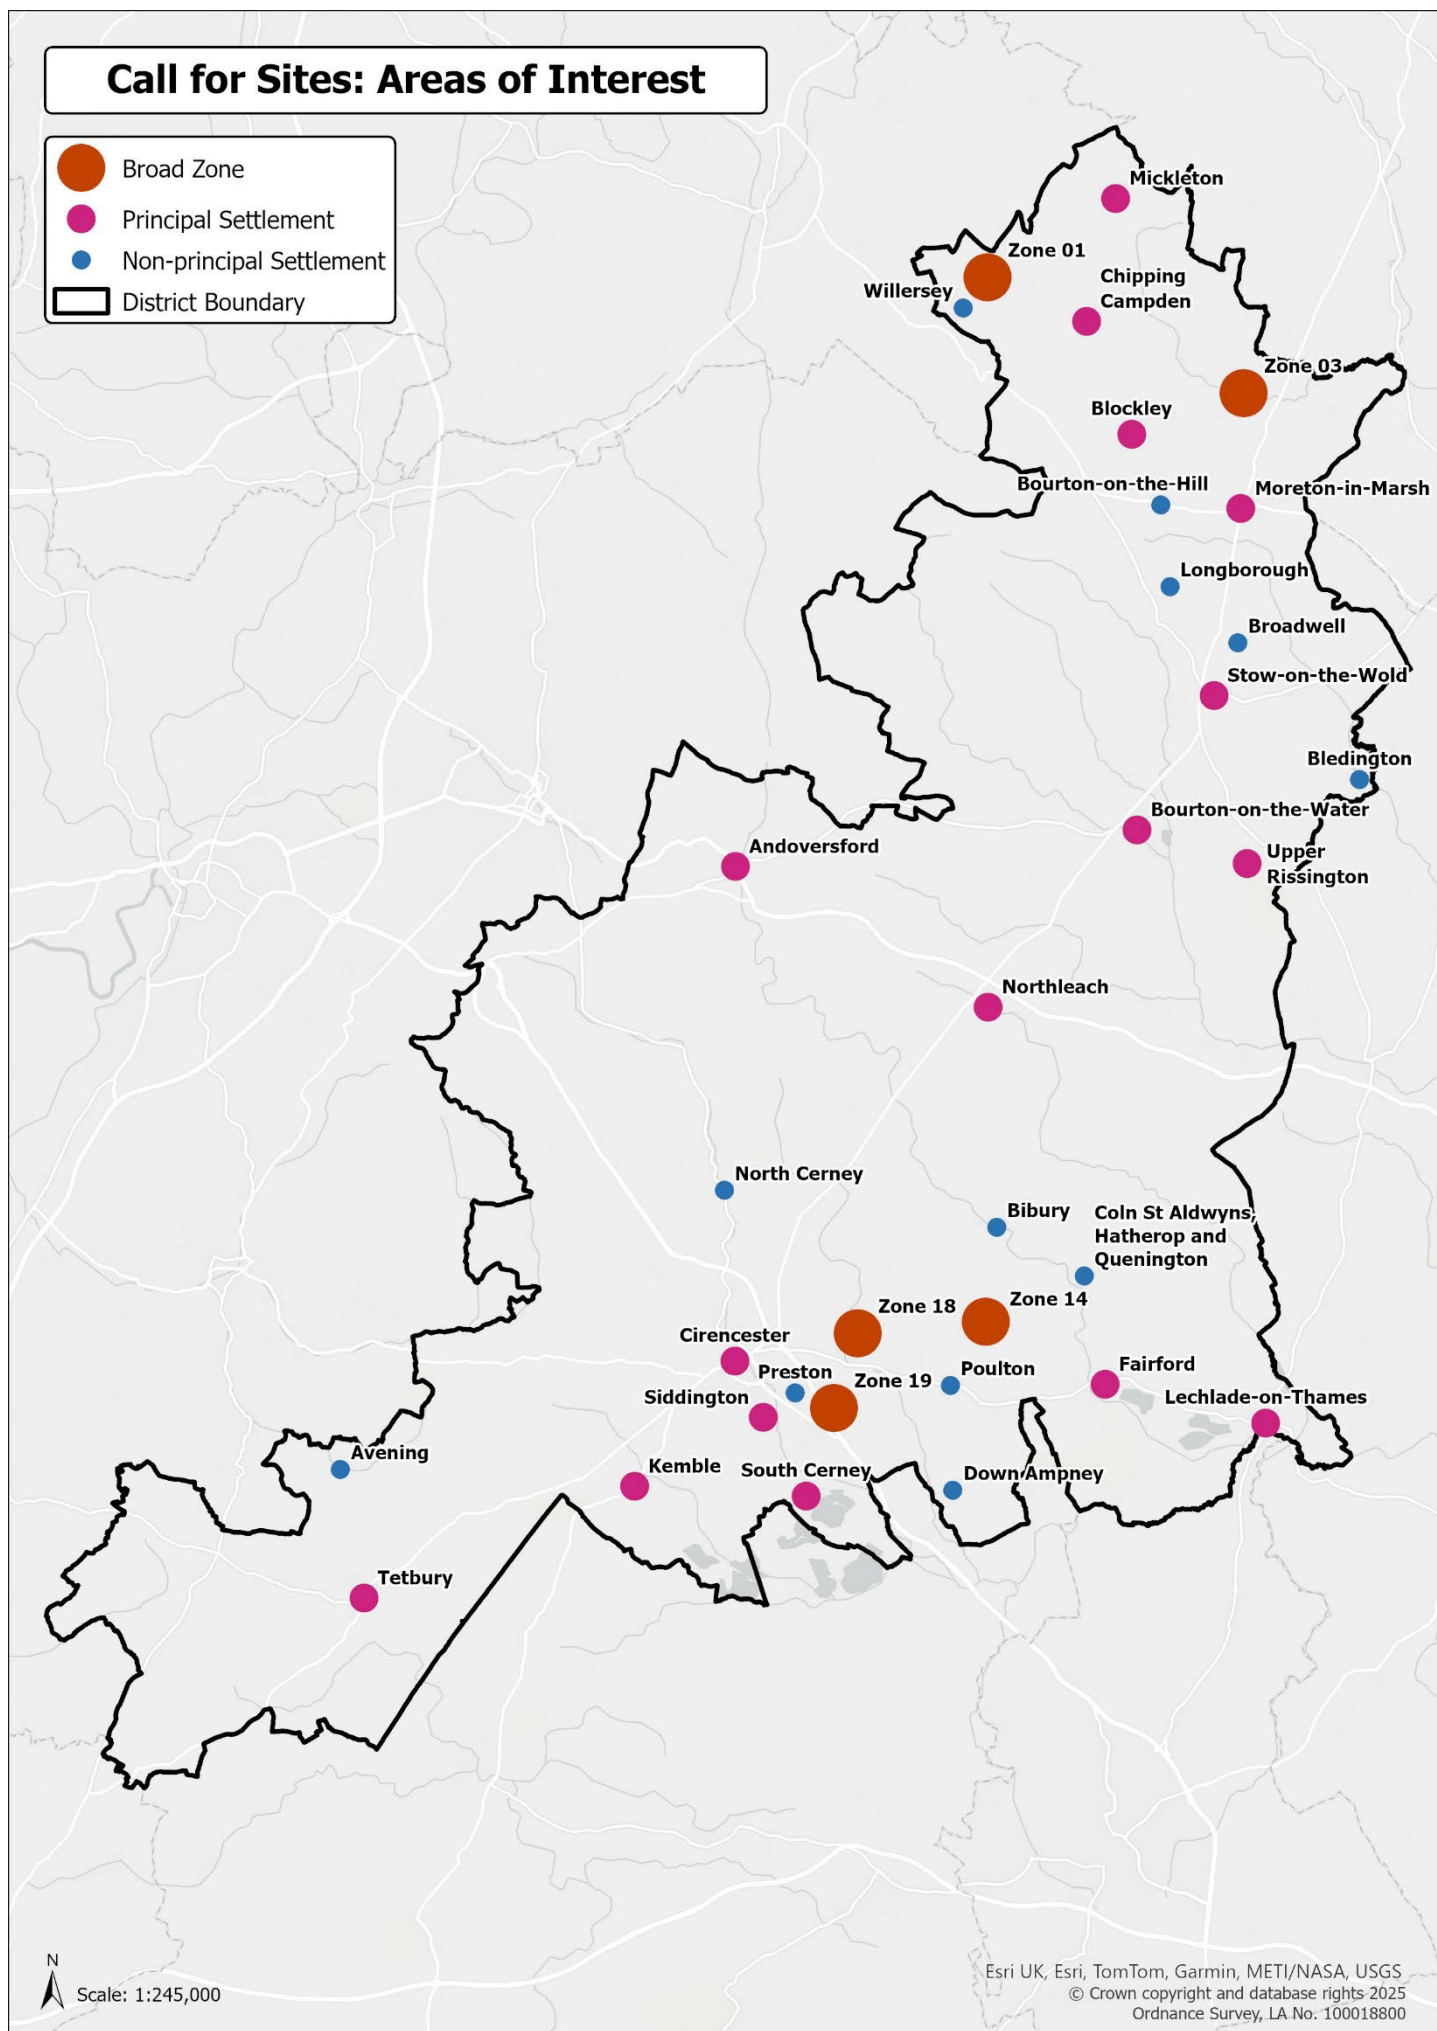 Call for Sites: Areas of Interest
Broad Zone
Principal Settlement
Non-principal Settlement
District Boundary
Mickleton
Zone 01
Chipping
Campden
Willersey
Zone 03
Blockley
Bourton-on-the-Hill
Moreton-in-Marsh
Longborough
Broadwell
Stow-on-the-Wold
Bledington
Bourton-on-the-Water
Andoversford
Upper
Rissington
Northleach
North Cerney
Bibury
Coln St Aldwyns,
Hatherop and
Quenington
Zone 18
Zone 14
Cirencester
Preston
Zone 19
Poulton
Fairford
Siddington
Lechlade-on-Thames
Avening
Kemble
South Cerney
Down Ampney
Tetbury
N
Scale: 1:245,000
Esri UK, Esri, TomTom, Garmin, METI/NASA, USGS
© Crown copyright and database rights 2025
Ordnance Survey, LA No. 100018800